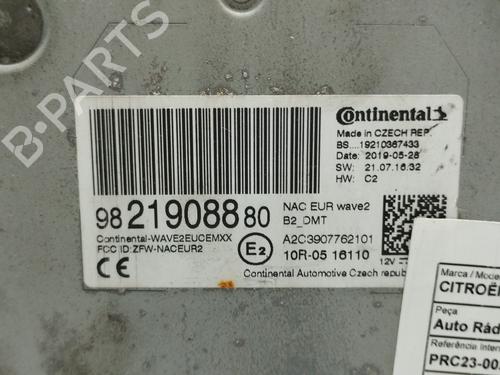 B-PARTS
Continental
Made in CZECH REP.
BS....19210367433
Date: 2019-05-28
SW: 21.07.16.32
HW: C2
NAC EUR wave2
B2_DMT
98 219088 80
Continental-WAVE2EUCEMXX
FCC ID: ZFW-NACEUR2
A2C3907762101
E2
10R-05 16110
12V
CE
Continental Automotive Czech republic
Marca / Model
CITROË
Peça
Auto Rád
Referência Intern
PRC23-00